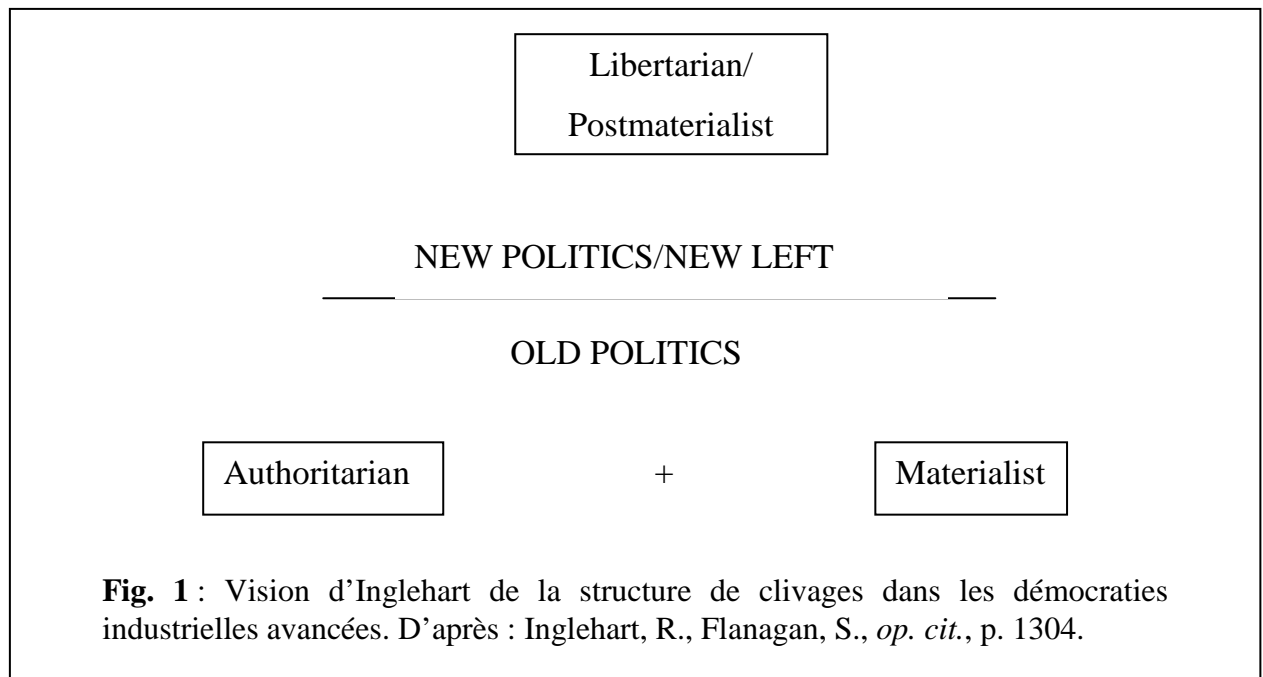 Libertarian/
Postmaterialist
NEW POLITICS/NEW LEFT
OLD POLITICS
Authoritarian + Materialist
Fig. 1 : Vision d’Inglehart de la structure de clivages dans les démocraties
industrielles avancées. D’après : Inglehart, R., Flanagan, S., op. cit., p. 1304.